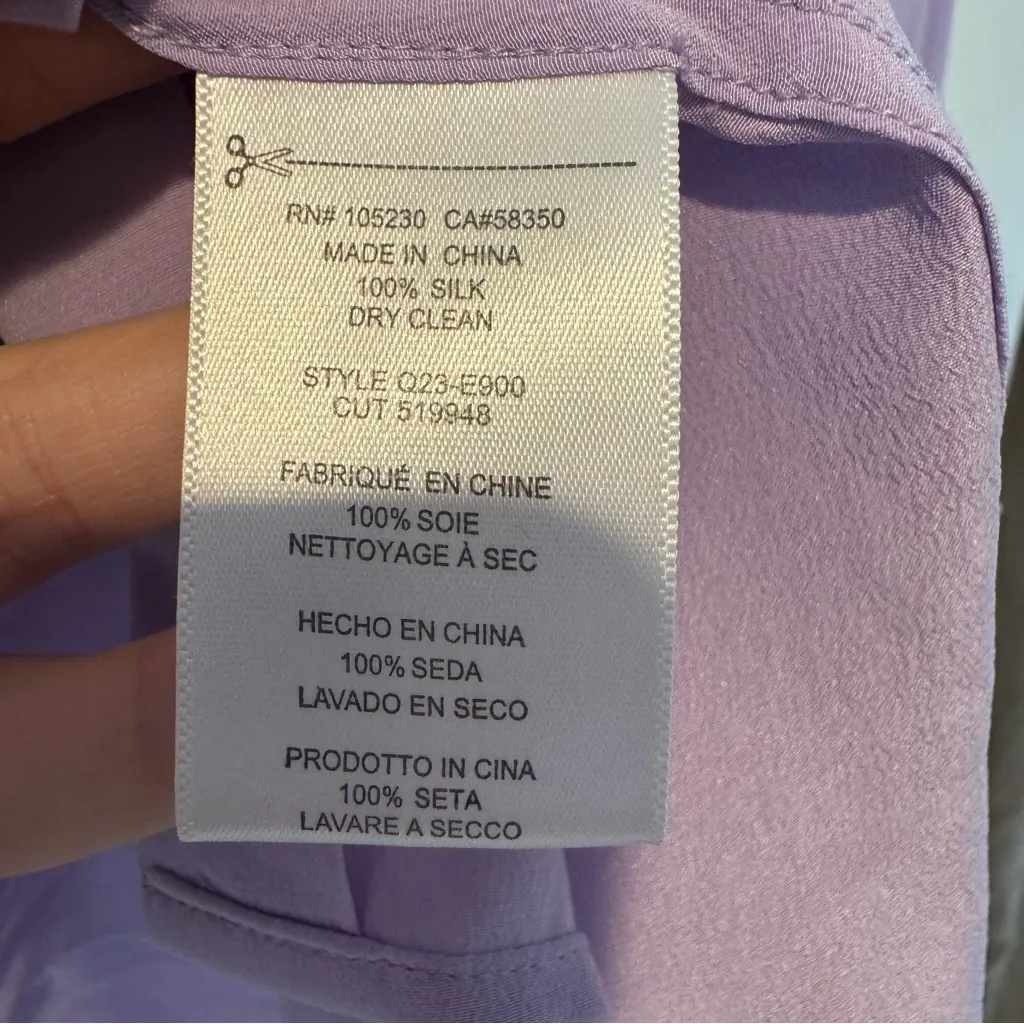 RN# 105230 CA#58350
MADE IN CHINA
100% SILK
DRY CLEAN
STYLE Q23-E900
CUT 519948
FABRIQUÉ EN CHINE
100% SOIE
NETTOYAGE À SEC
HECHO EN CHINA
100% SEDA
LAVADO EN SECO
PRODOTTO IN CINA
100% SETA
LAVARE A SECCO